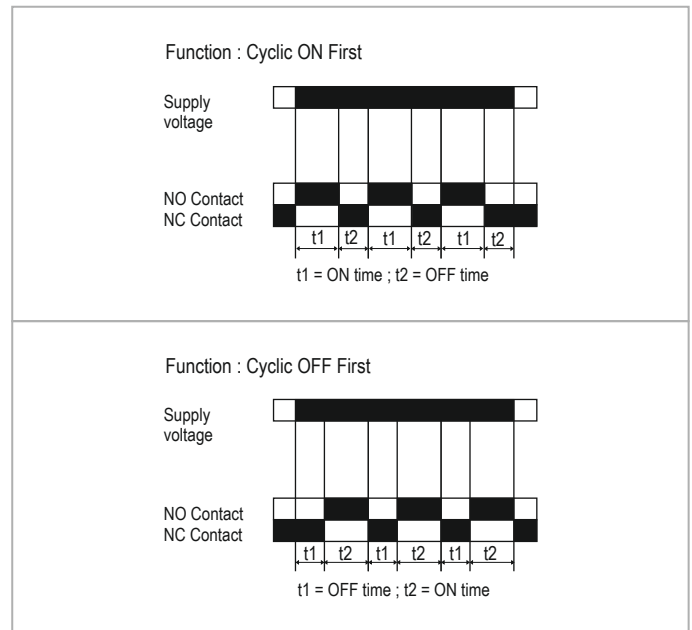 Function : Cyclic ON First
Supply
voltage
NO Contact
NC Contact
t1 t2 t1 t2 t1 t2
t1 = ON time ; t2 = OFF time
Function : Cyclic OFF First
Supply
voltage
NO Contact
NC Contact
t1 t2 t1 t2 t1 t2
t1 = OFF time ; t2 = ON time